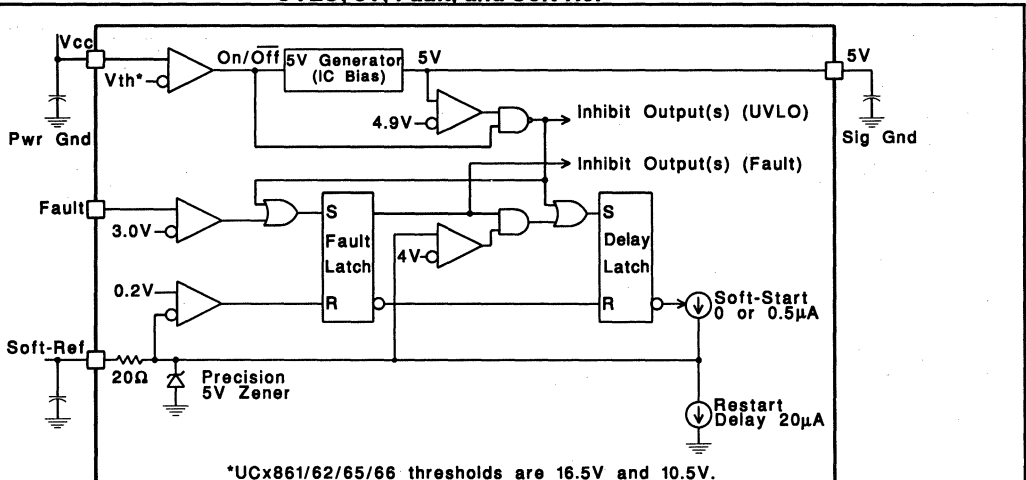 Vcc
Vth*
On/Off
5V Generator
(IC Bias)
5V
5V
4.9V
Inhibit Output(s) (UVLO)
Pwr Gnd
Sig Gnd
Inhibit Output(s) (Fault)
Fault
3.0V
S
Fault
Latch
R
4V
S
Delay
Latch
R
0.2V
Soft-Start
0 or 0.5µA
Soft-Ref
20Ω
Precision
5V Zener
Restart
Delay 20µA
*UCx861/62/65/66 thresholds are 16.5V and 10.5V.